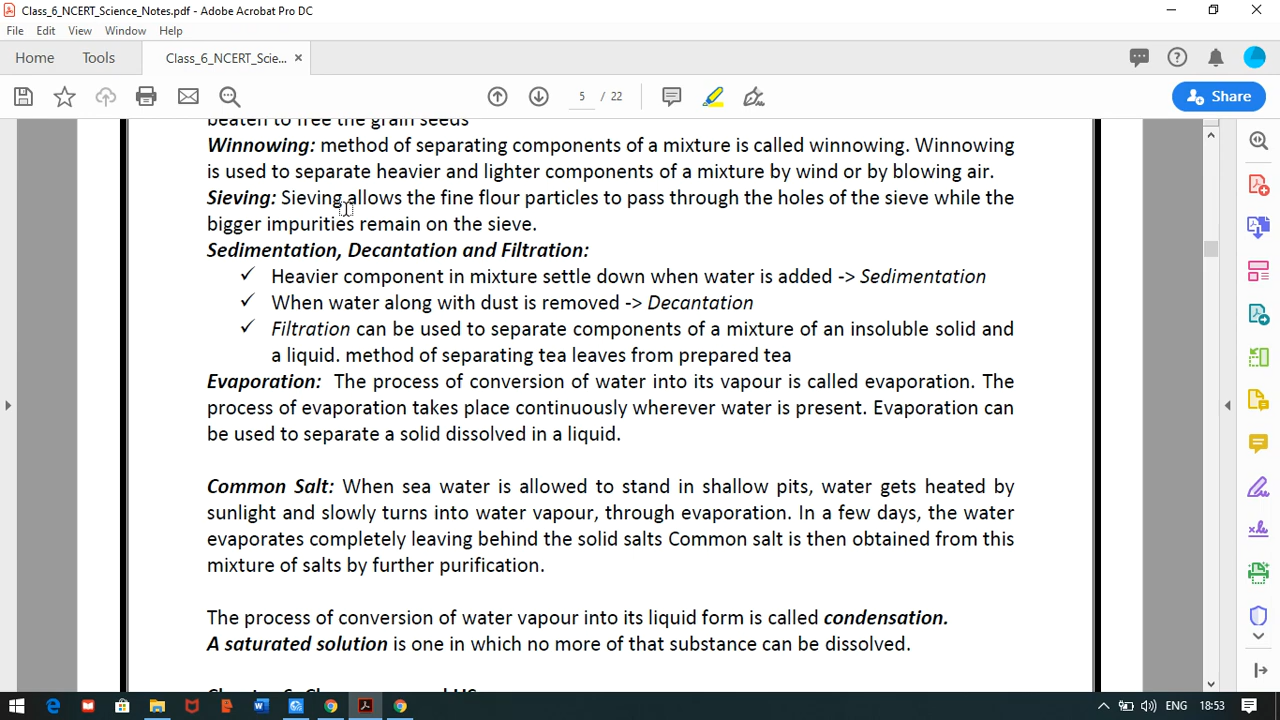 Class_6_NCERT_Science_Notes.pdf - Adobe Acrobat Pro DC
File Edit View Window Help
Home Tools Class_6_NCERT_Scie... ×
5 / 22
Share
beaten to free the grain seeds
Winnowing: method of separating components of a mixture is called winnowing. Winnowing
is used to separate heavier and lighter components of a mixture by wind or by blowing air.
Sieving: Sieving allows the fine flour particles to pass through the holes of the sieve while the
bigger impurities remain on the sieve.
Sedimentation, Decantation and Filtration:
✓ Heavier component in mixture settle down when water is added -> Sedimentation
✓ When water along with dust is removed -> Decantation
✓ Filtration can be used to separate components of a mixture of an insoluble solid and
a liquid. method of separating tea leaves from prepared tea
Evaporation: The process of conversion of water into its vapour is called evaporation. The
process of evaporation takes place continuously wherever water is present. Evaporation can
be used to separate a solid dissolved in a liquid.
Common Salt: When sea water is allowed to stand in shallow pits, water gets heated by
sunlight and slowly turns into water vapour, through evaporation. In a few days, the water
evaporates completely leaving behind the solid salts Common salt is then obtained from this
mixture of salts by further purification.
The process of conversion of water vapour into its liquid form is called condensation.
A saturated solution is one in which no more of that substance can be dissolved.
ENG 18:53